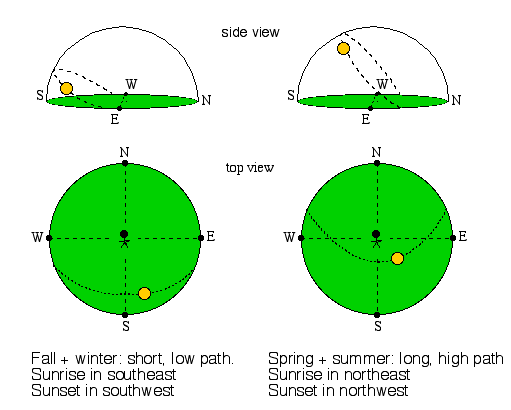 side view
W
S
N
E
W
S
N
E
top view
N
W
E
S
N
W
E
S
Fall + winter: short, low path.
Sunrise in southeast
Sunset in southwest
Spring + summer: long, high path
Sunrise in northeast
Sunset in northwest